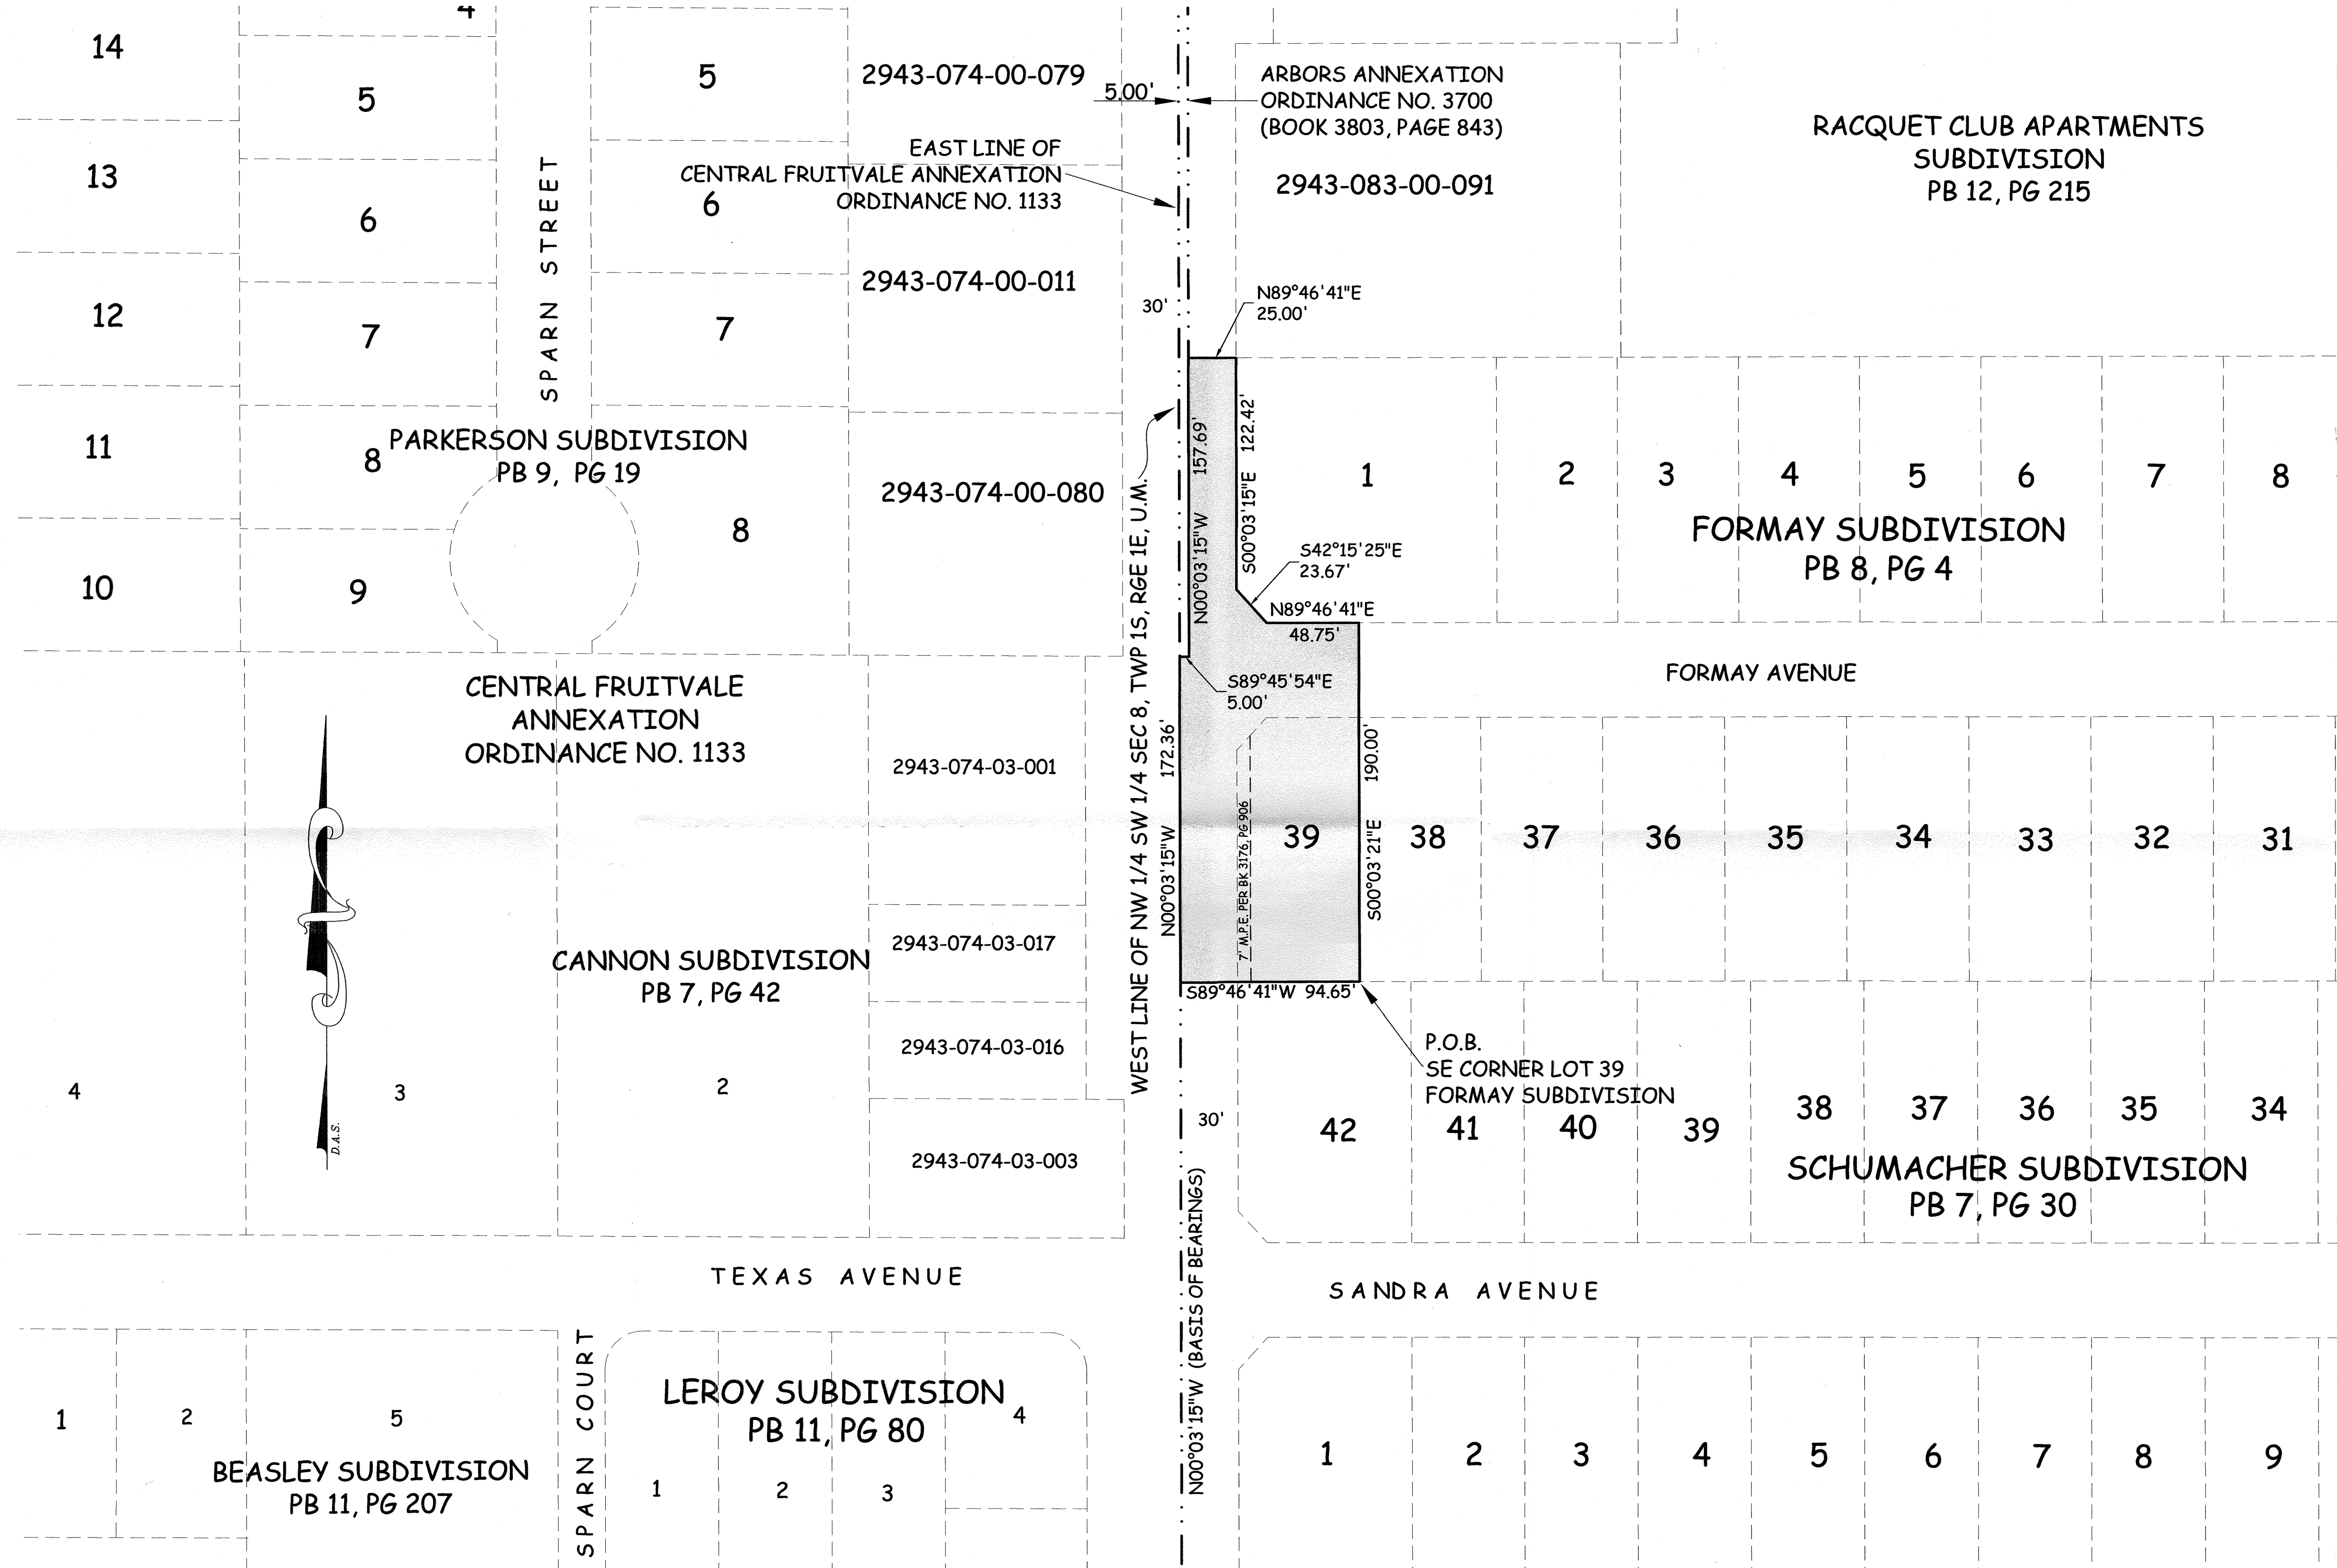 4
14
5
5
2943-074-00-079
5.00'
ARBORS ANNEXATION
ORDINANCE NO. 3700
(BOOK 3803, PAGE 843)
RACQUET CLUB APARTMENTS
SUBDIVISION
PB 12, PG 215
EAST LINE OF
CENTRAL FRUITVALE ANNEXATION
ORDINANCE NO. 1133
13
6
6
2943-083-00-091
SPARN STREET
2943-074-00-011
30'
N89°46'41"E
25.00'
12
7
7
11
8
PARKERSON SUBDIVISION
PB 9, PG 19
8
2943-074-00-080
10
9
WEST LINE OF NW 1/4 SW 1/4 SEC 8, TWP 1S, RGE 1E, U.M.
N00°03'15"W 157.69'
S00°03'15"E 122.42'
S42°15'25"E
23.67'
N89°46'41"E
48.75'
1
2
3
4
5
6
7
8
FORMAY SUBDIVISION
PB 8, PG 4
FORMAY AVENUE
S89°45'54"E
5.00'
CENTRAL FRUITVALE
ANNEXATION
ORDINANCE NO. 1133
2943-074-03-001
N00°03'15"W 172.36'
7' M.P.E. PER BK 3176, PG 906
S00°03'21"E 190.00'
39
38
37
36
35
34
33
32
31
2943-074-03-017
CANNON SUBDIVISION
PB 7, PG 42
S89°46'41"W 94.65'
2943-074-03-016
P.O.B.
SE CORNER LOT 39
FORMAY SUBDIVISION
4
3
2
D.A.S.
30'
2943-074-03-003
42
41
40
39
38
37
36
35
34
SCHUMACHER SUBDIVISION
PB 7, PG 30
TEXAS AVENUE
SANDRA AVENUE
N00°03'15"W (BASIS OF BEARINGS)
SPARN COURT
LEROY SUBDIVISION
PB 11, PG 80
1
2
5
4
BEASLEY SUBDIVISION
PB 11, PG 207
1
2
3
1
2
3
4
5
6
7
8
9